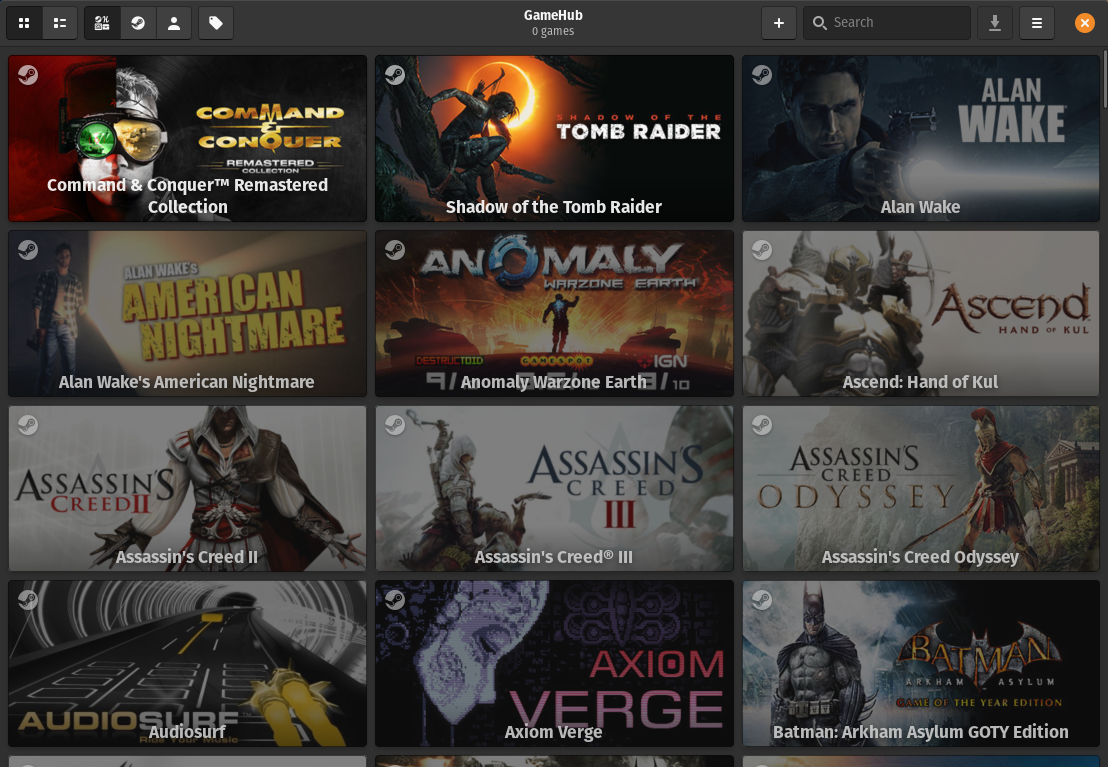 GameHub
0 games
Search
COMMAND
&
CONQUER
REMASTERED
COLLECTION
Command & Conquer™ Remastered
Collection
SHADOW OF THE
TOMB RAIDER
Shadow of the Tomb Raider
ALAN
WAKE
Alan Wake
ALAN WAKE's
AMERICAN
NIGHTMARE
Alan Wake's American Nightmare
ANOMALY
WARZONE EARTH
DESTRUCTOID
GAMESPOT
IGN
9/
/10
Anomaly Warzone Earth
Ascend
HAND OF KUL
Ascend: Hand of Kul
ASSASSIN'S
CREED II
Assassin's Creed II
ASSASSIN'S
CREED
III
Assassin's Creed® III
ASSASSIN'S
CREED
ODYSSEY
Assassin's Creed Odyssey
AUDIOSURF
Ride Your Music
Audiosurf
AXIOM
VERGE
Axiom Verge
BATMAN
ARKHAM ASYLUM
GAME OF THE YEAR EDITION
Batman: Arkham Asylum GOTY Edition